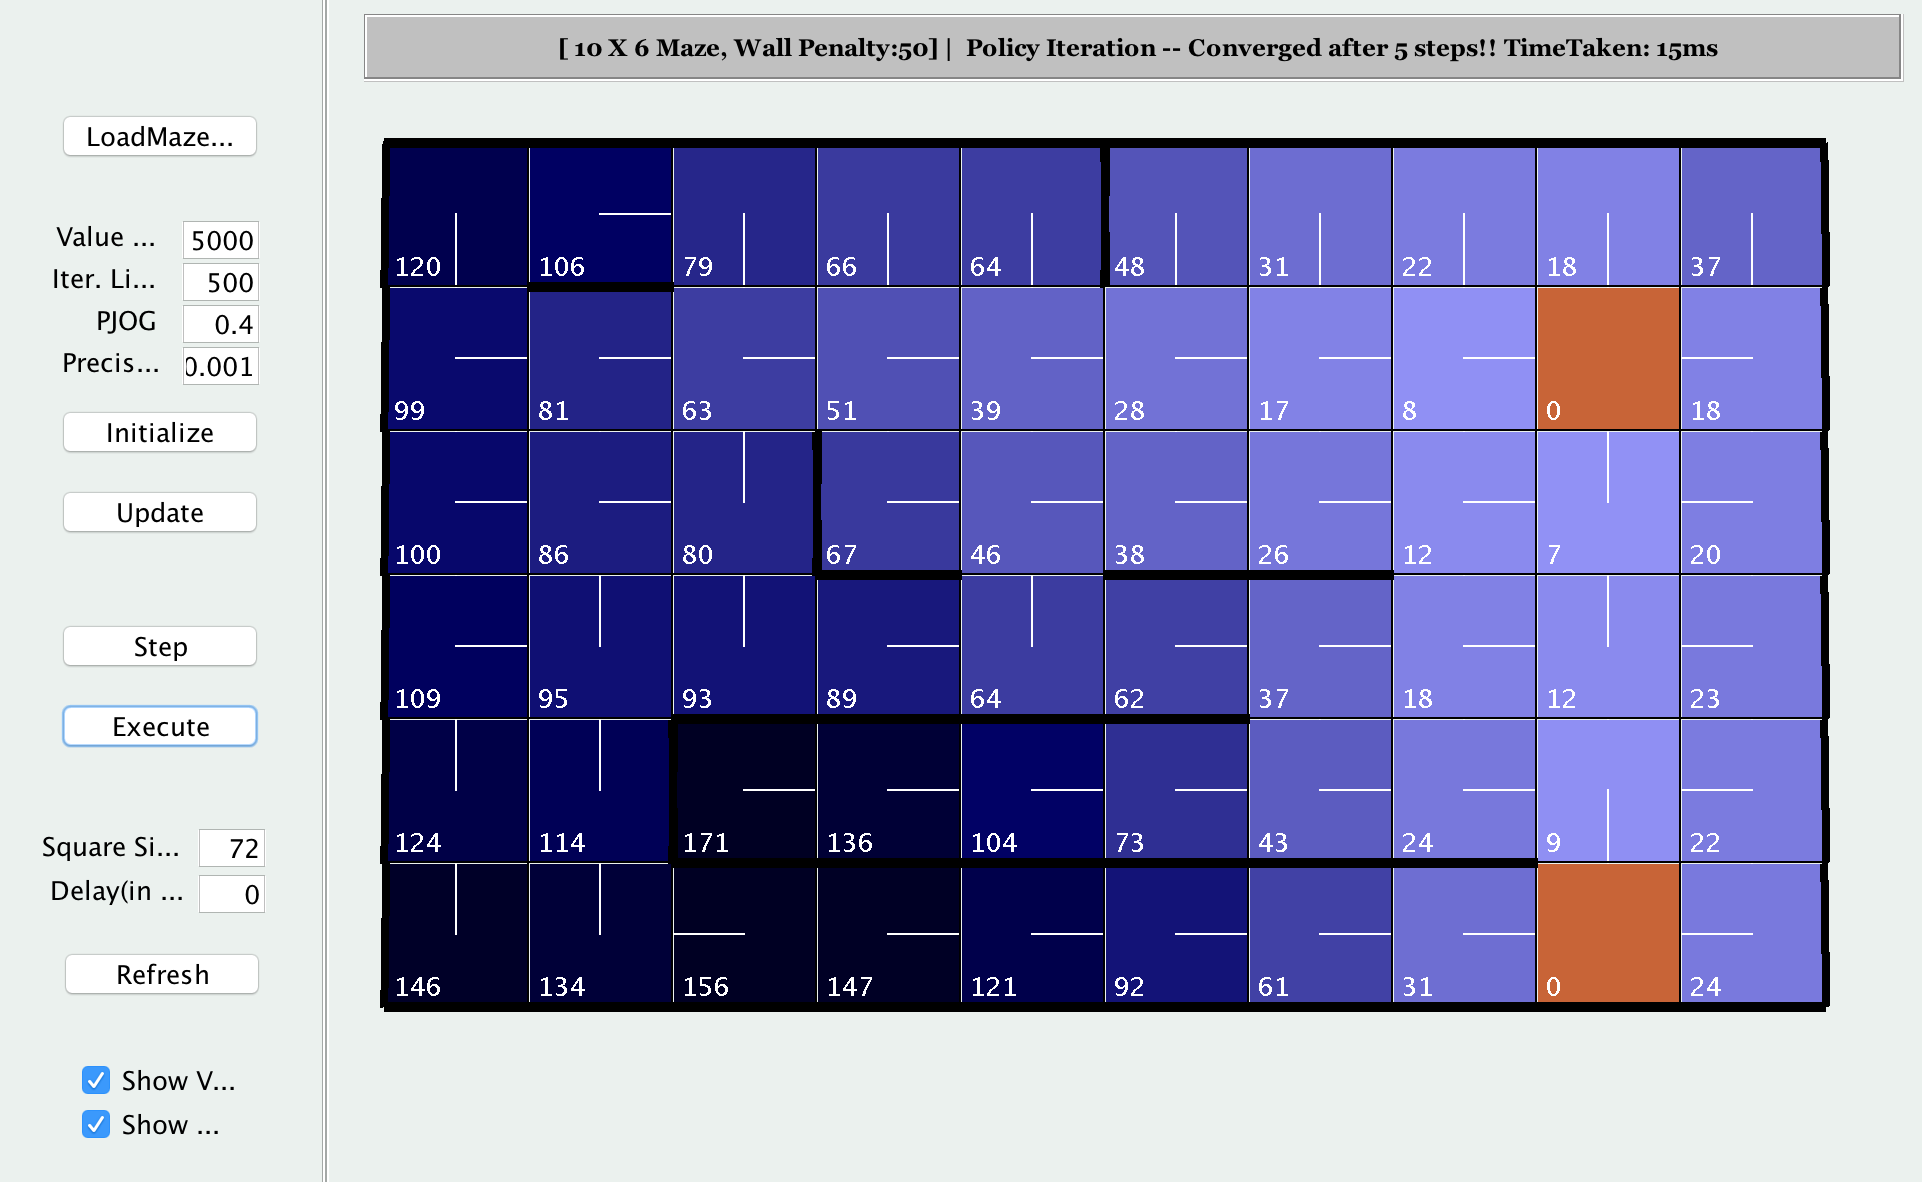 [ 10 X 6 Maze, Wall Penalty:50] |  Policy Iteration -- Converged after 5 steps!! TimeTaken: 15ms
LoadMaze...
Value ... 5000
Iter. Li... 500
PJOG 0.4
Precis... 0.001
Initialize
Update
Step
Execute
Square Si... 72
Delay(in ... 0
Refresh
Show V...
Show ...
120 106 79 66 64 48 31 22 18 37
99 81 63 51 39 28 17 8 0 18
100 86 80 67 46 38 26 12 7 20
109 95 93 89 64 62 37 18 12 23
124 114 171 136 104 73 43 24 9 22
146 134 156 147 121 92 61 31 0 24